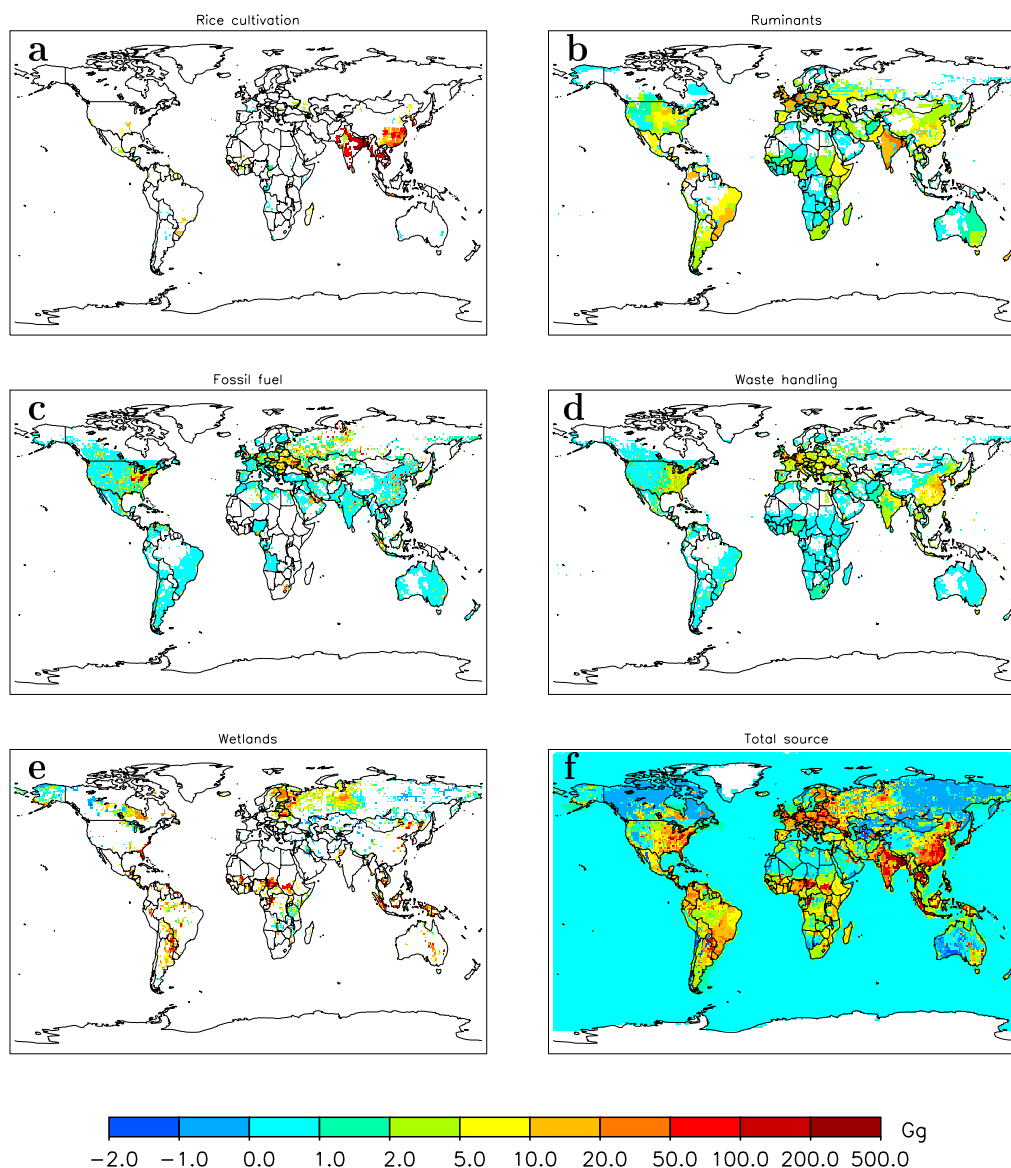 Rice cultivation
a
Ruminants
b
Fossil fuel
c
Waste handling
d
Wetlands
e
Total source
f
Gg
−2.0 −1.0 0.0 1.0 2.0 5.0 10.0 20.0 50.0 100.0 200.0 500.0